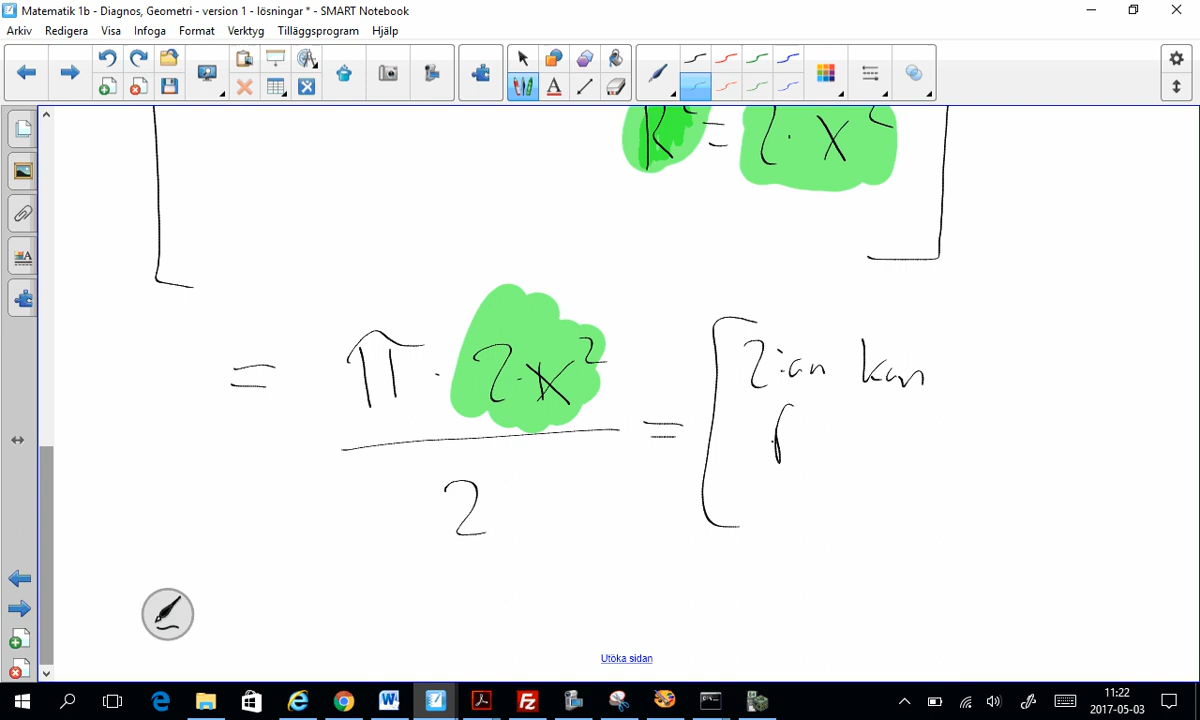 Matematik 1b - Diagnos, Geometri - version 1 - lösningar * - SMART Notebook
Arkiv Redigera Visa Infoga Format Verktyg Tilläggsprogram Hjälp
R² = 2 · x²
= π · 2 · x² / 2 = [ 2:an kan
f
Utöka sidan
11:22
2017-05-03